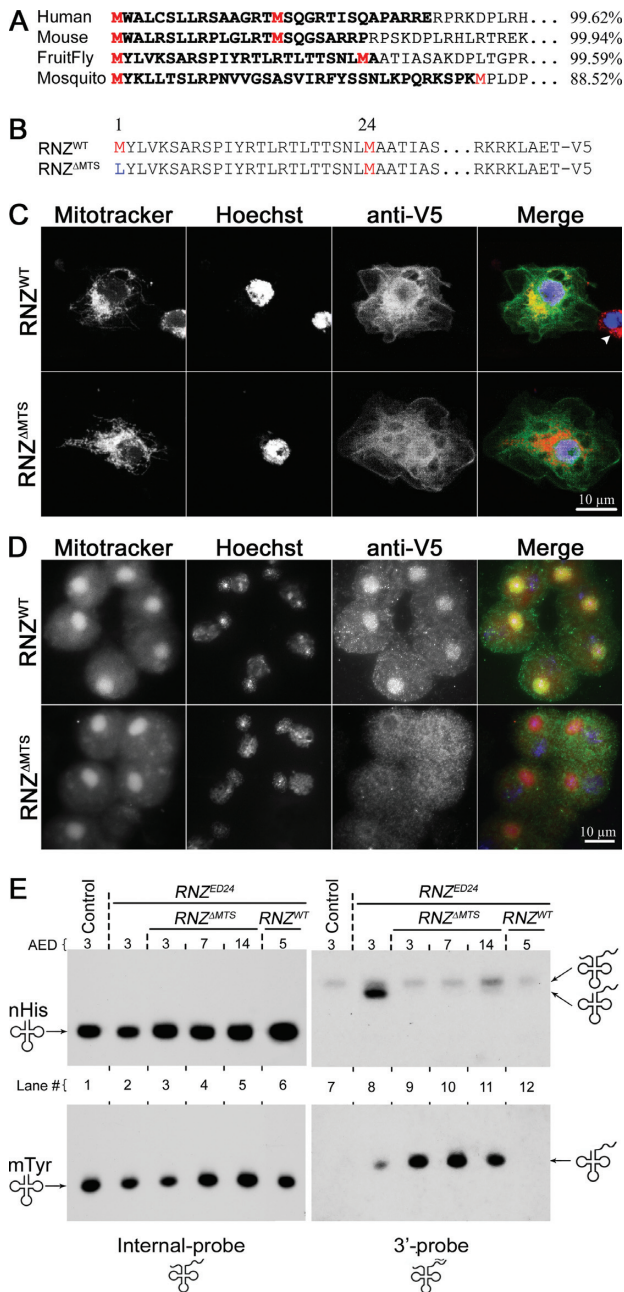 A
Human MWALCSLLRSAAGRTMSQGRTISQAPARRERPRKDPLRH... 99.62%
Mouse MWALRSLLRPLGLRTMSQGSARRPRPSKDPLRHLRTREK... 99.94%
FruitFly MYLVKSARSPIYRTLRTLTTSNLMAATIASAKDPLTGPR... 99.59%
Mosquito MYKLLTSLRPNVVGSASVIRFYSSNLKPQRKSPKMPLDP... 88.52%
B
1 24
RNZWT MYLVKSARSPIYRTLRTLTTSNLMAATIAS...RKRKLAET-V5
RNZΔMTS LYLVKSARSPIYRTLRTLTTSNLMAATIAS...RKRKLAET-V5
C
Mitotracker Hoechst anti-V5 Merge
RNZWT
RNZΔMTS
10 µm
D
Mitotracker Hoechst anti-V5 Merge
RNZWT
RNZΔMTS
10 µm
E
Control RNZED24 Control RNZED24
RNZΔMTS RNZWT RNZΔMTS RNZWT
AED{ 3 3 3 7 14 5 3 3 3 7 14 5
nHis
Lane #{ 1 2 3 4 5 6 7 8 9 10 11 12
mTyr
Internal-probe 3'-probe